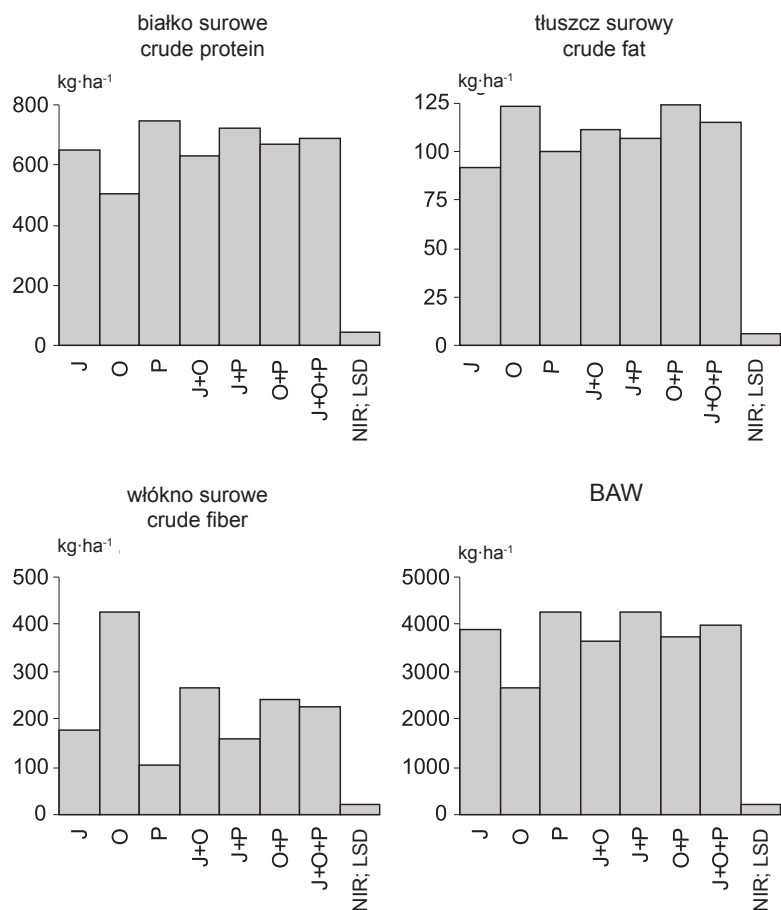 białko surowe
crude protein
kg·ha⁻¹
800
600
400
200
0
J
O
P
J+O
J+P
O+P
J+O+P
NIR; LSD
tłuszcz surowy
crude fat
kg·ha⁻¹
125
100
75
50
25
0
J
O
P
J+O
J+P
O+P
J+O+P
NIR; LSD
włókno surowe
crude fiber
kg·ha⁻¹
500
400
300
200
100
0
J
O
P
J+O
J+P
O+P
J+O+P
NIR; LSD
BAW
kg·ha⁻¹
5000
4000
3000
2000
1000
0
J
O
P
J+O
J+P
O+P
J+O+P
NIR; LSD